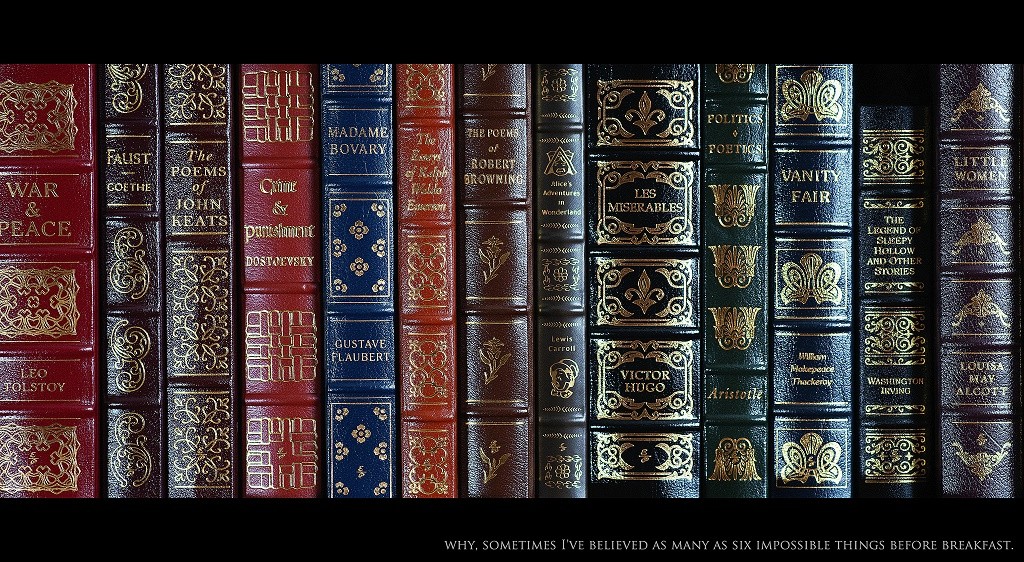 WAR
&
PEACE
LEO
TOLSTOY
FAUST
GOETHE
The
POEMS
of
JOHN
KEATS
Crime
&
Punishment
DOSTOEVSKY
MADAME
BOVARY
GUSTAVE
FLAUBERT
The
Essays
of Ralph
Waldo
Emerson
THE POEMS
OF
ROBERT
BROWNING
Alice's
Adventures
in
Wonderland
Lewis
Carroll
LES
MISERABLES
VICTOR
HUGO
POLITICS
POETICS
Aristotle
VANITY
FAIR
William
Makepeace
Thackeray
THE
LEGEND OF
SLEEPY
HOLLOW
AND OTHER
STORIES
WASHINGTON
IRVING
LITTLE
WOMEN
LOUISA
MAY
ALCOTT
WHY, SOMETIMES I'VE BELIEVED AS MANY AS SIX IMPOSSIBLE THINGS BEFORE BREAKFAST.